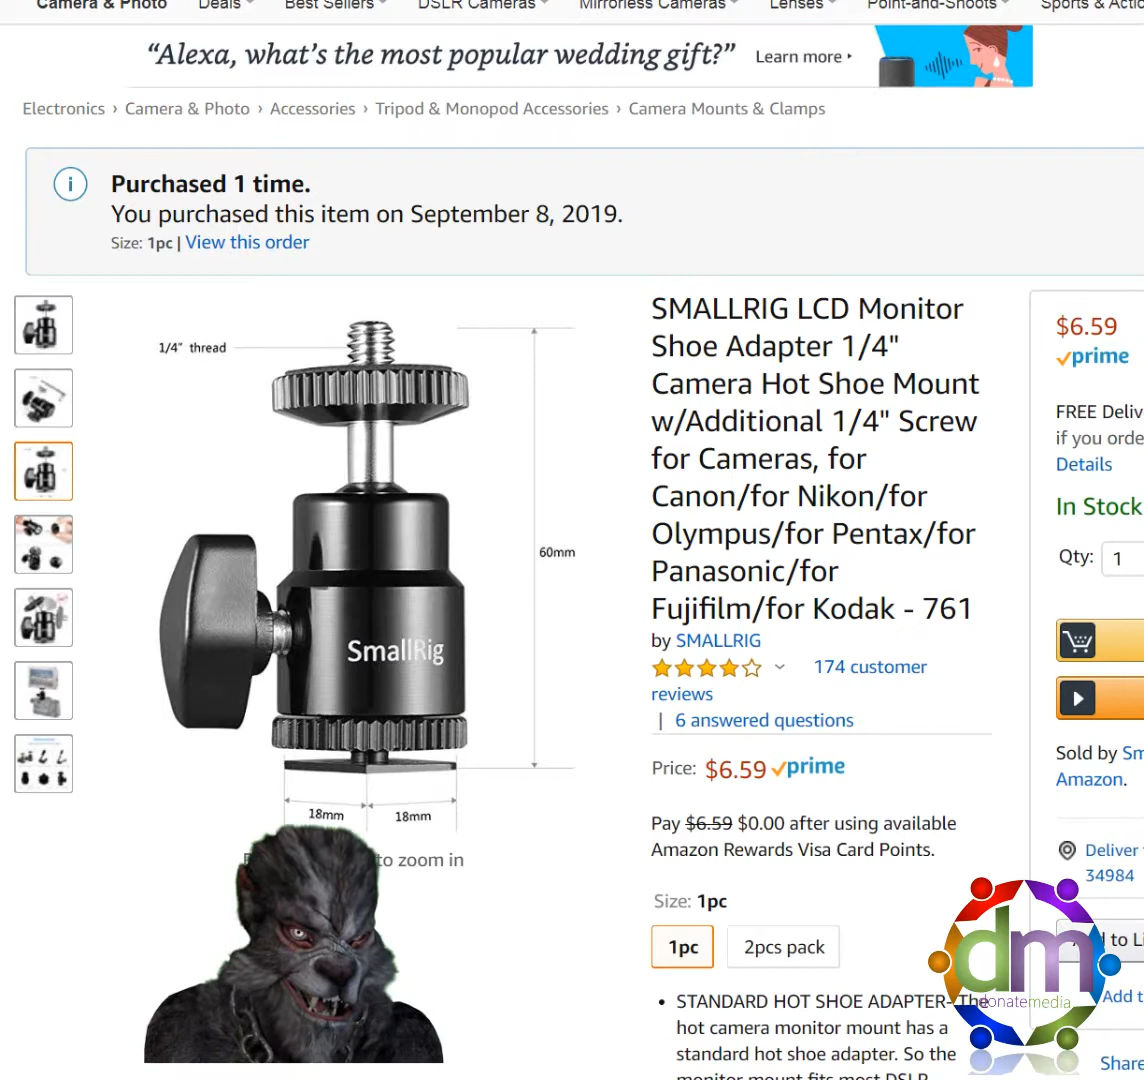 Camera & Photo Deals Best Sellers DSLR Cameras Mirrorless Cameras Lenses Point-and-Shoots Sports & Actio
“Alexa, what’s the most popular wedding gift?” Learn more ▸
Electronics › Camera & Photo › Accessories › Tripod & Monopod Accessories › Camera Mounts & Clamps
Purchased 1 time.
You purchased this item on September 8, 2019.
Size: 1pc | View this order
1/4” thread
60mm
SmallRig
18mm
18mm
to zoom in
SMALLRIG LCD Monitor
Shoe Adapter 1/4"
Camera Hot Shoe Mount
w/Additional 1/4" Screw
for Cameras, for
Canon/for Nikon/for
Olympus/for Pentax/for
Panasonic/for
Fujifilm/for Kodak - 761
by SMALLRIG
174 customer
reviews
| 6 answered questions
Price: $6.59 prime
Pay $6.59 $0.00 after using available
Amazon Rewards Visa Card Points.
Size: 1pc
1pc 2pcs pack
• STANDARD HOT SHOE ADAPTER- The
hot camera monitor mount has a
standard hot shoe adapter. So the
monitor mount fits most DSLR
$6.59
prime
FREE Deliv
if you orde
Details
In Stock
Qty: 1
Sold by Sm
Amazon.
Deliver
34984
d to Li
Add t
Share
dm
donatemedia